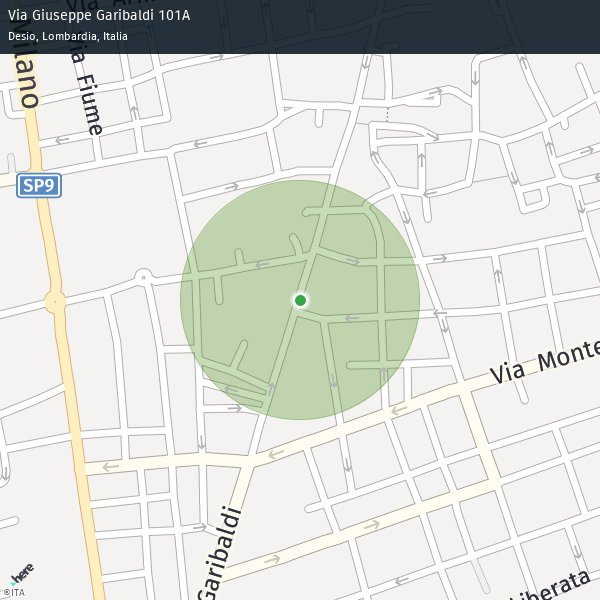 Via Giuseppe Garibaldi 101A
Desio, Lombardia, Italia
Milano
Via Fiume
SP9
Via Monte
Garibaldi
Liberata
here
©ITA